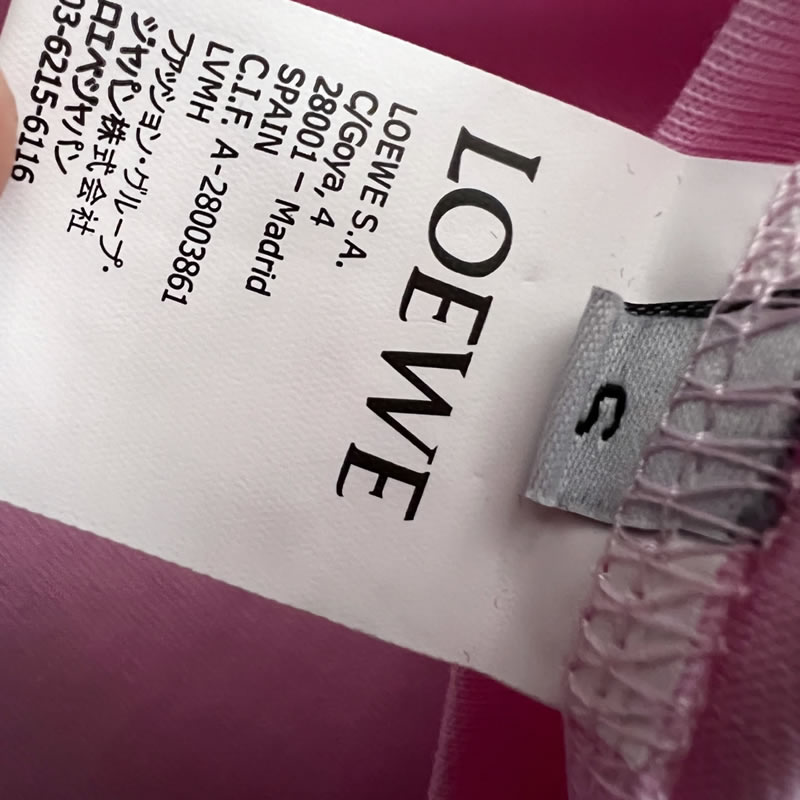 LOEWE
LOEWE S.A.
C/Goya, 4
28001 – Madrid
SPAIN
C.I.F. A-28003861
LVMH
ファッション・グループ・
ジャパン株式会社
ロエベジャパン
03-6215-6116
S